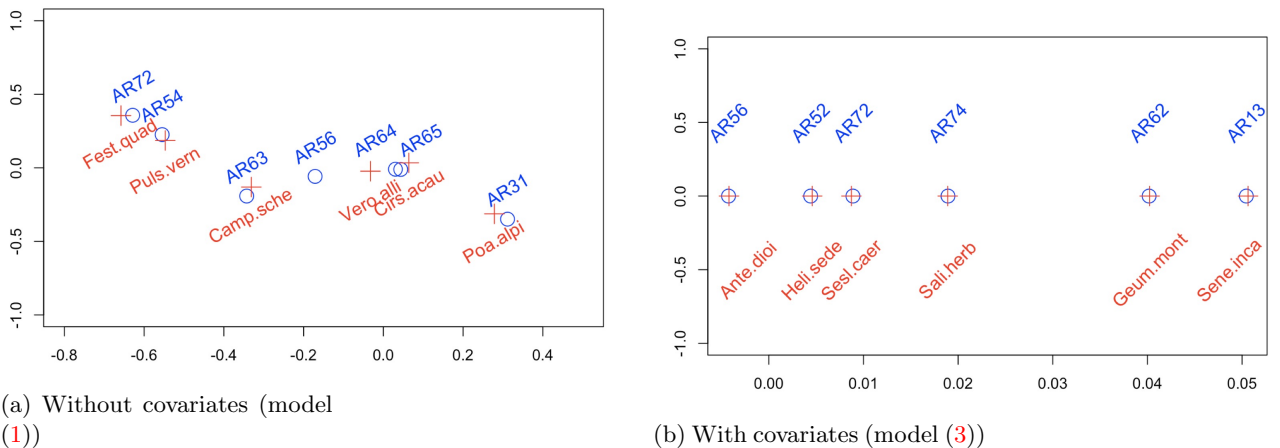 1.0
0.5
0.0
-0.5
-1.0
AR72
AR54
Fest.quad
Puls.vern
AR63
Camp.sche
AR56
AR64
AR65
Vero.alli
Cirs.acau
AR31
Poa.alpi
-0.8 -0.6 -0.4 -0.2 0.0 0.2 0.4
(a) Without covariates (model
(1))
1.0
0.5
0.0
-0.5
-1.0
AR56 AR52 AR72 AR74 AR62 AR13
Ante.dioi Heli.sede Sesl.caer Sali.herb Geum.mont Sene.inca
0.00 0.01 0.02 0.03 0.04 0.05
(b) With covariates (model (3))